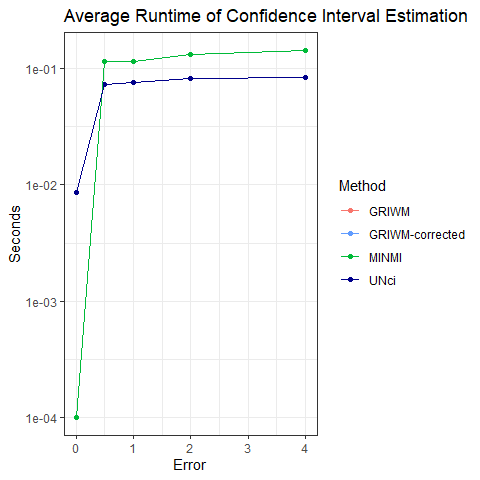 Average Runtime of Confidence Interval Estimation
1e-01
1e-02
1e-03
1e-04
Seconds
0
1
2
3
4
Error
Method
GRIWM
GRIWM-corrected
MINMI
UNci